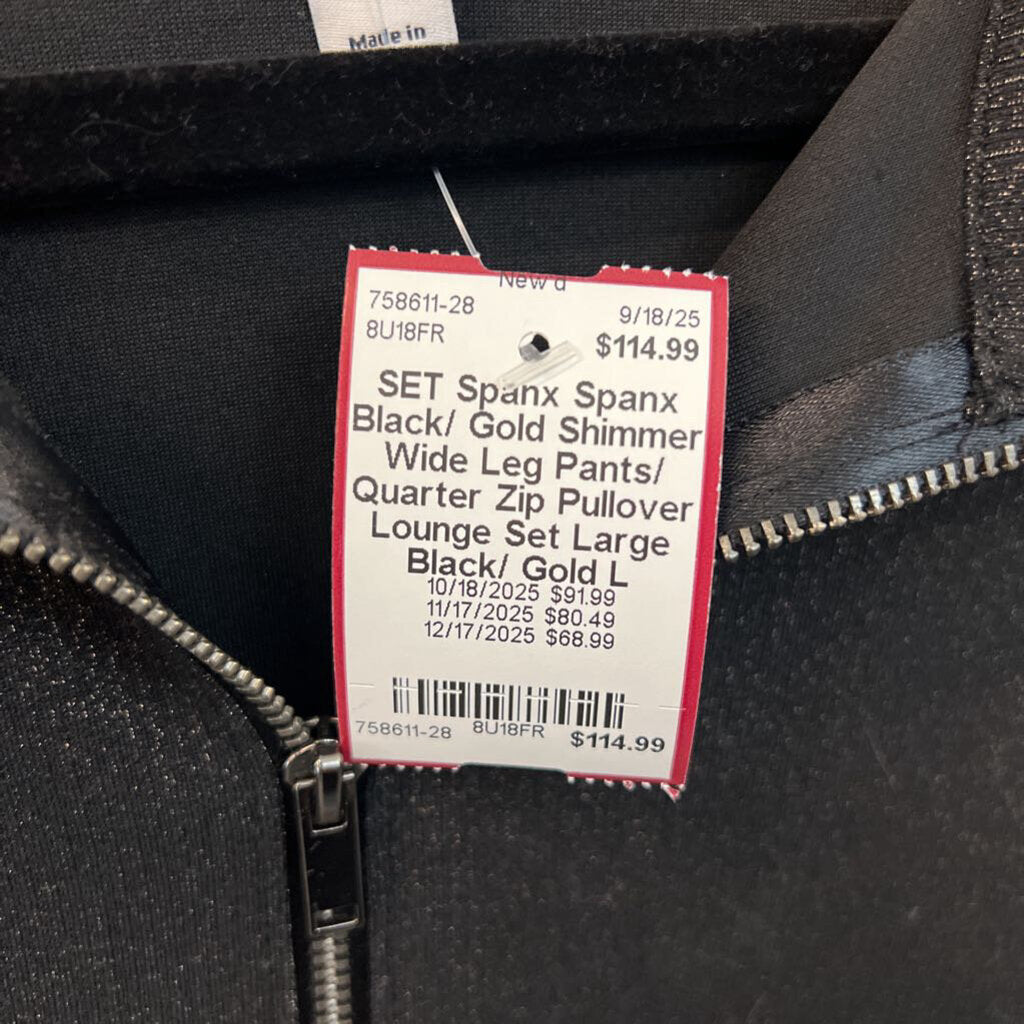 Made in
New'd
758611-28
9/18/25
8U18FR
$114.99
SET Spanx Spanx
Black/ Gold Shimmer
Wide Leg Pants/
Quarter Zip Pullover
Lounge Set Large
Black/ Gold L
10/18/2025 $91.99
11/17/2025 $80.49
12/17/2025 $68.99
758611-28 8U18FR $114.99